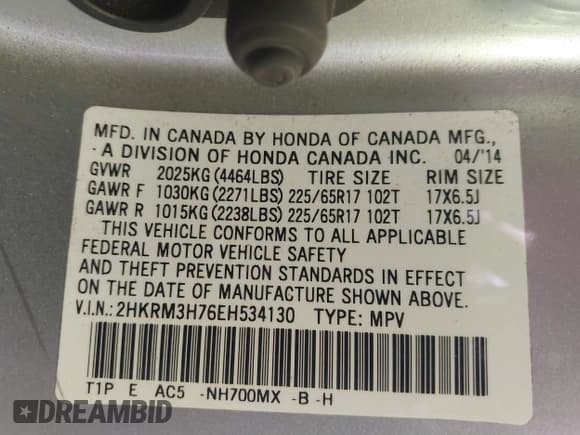 MFD. IN CANADA BY HONDA OF CANADA MFG.,
A DIVISION OF HONDA CANADA INC. 04/'14
GVWR 2025KG(4464LBS) TIRE SIZE RIM SIZE
GAWR F 1030KG(2271LBS) 225/65R17 102T 17X6.5J
GAWR R 1015KG(2238LBS) 225/65R17 102T 17X6.5J
THIS VEHICLE CONFORMS TO ALL APPLICABLE
FEDERAL MOTOR VEHICLE SAFETY
AND THEFT PREVENTION STANDARDS IN EFFECT
ON THE DATE OF MANUFACTURE SHOWN ABOVE.
V.I.N.:2HKRM3H76EH534130 TYPE: MPV
T1P E AC5 -NH700MX -B -H
DREAMBID